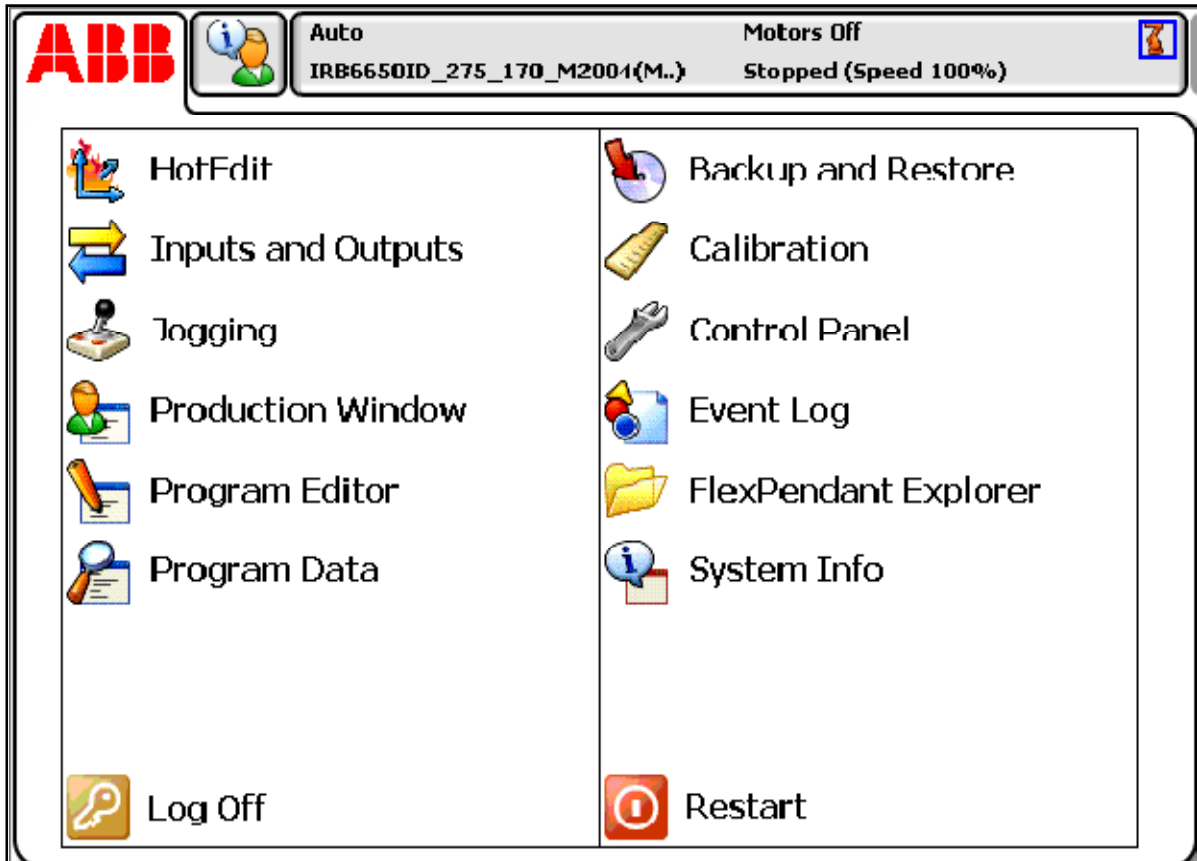 ABB
Auto
Motors Off
IRB6650ID_275_170_M2004(M..)
Stopped (Speed 100%)
HotEdit
Backup and Restore
Inputs and Outputs
Calibration
Jogging
Control Panel
Production Window
Event Log
Program Editor
FlexPendant Explorer
Program Data
System Info
Log Off
Restart